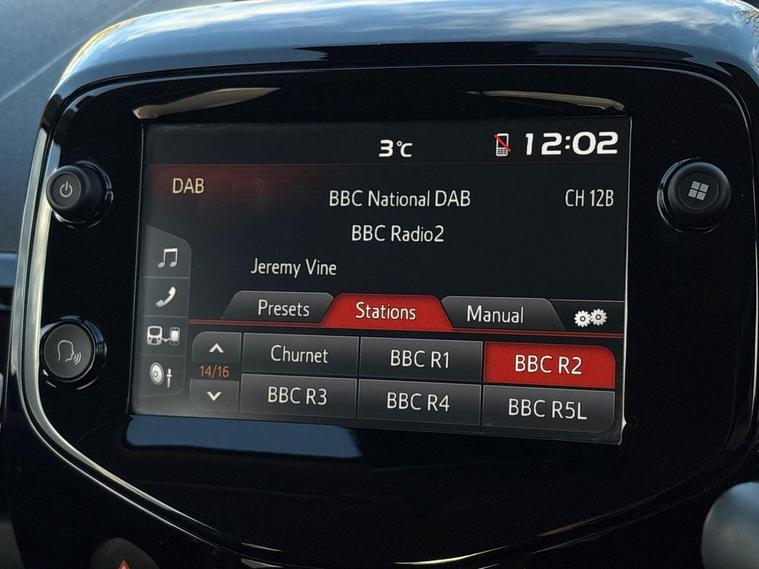 3°C 12:02
DAB BBC National DAB CH 12B
BBC Radio2
Jeremy Vine
Presets Stations Manual
Churnet BBC R1 BBC R2
14/16
BBC R3 BBC R4 BBC R5L